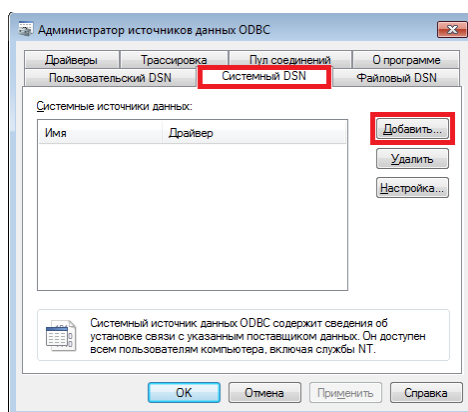 Администратор источников данных ODBC
Драйверы Трассировка Пул соединений О программе
Пользовательский DSN Системный DSN Файловый DSN
Системные источники данных:
Имя Драйвер
Добавить...
Удалить
Настройка...
Системный источник данных ODBC содержит сведения об
установке связи с указанным поставщиком данных. Он доступен
всем пользователям компьютера, включая службы NT.
OK Отмена Применить Справка